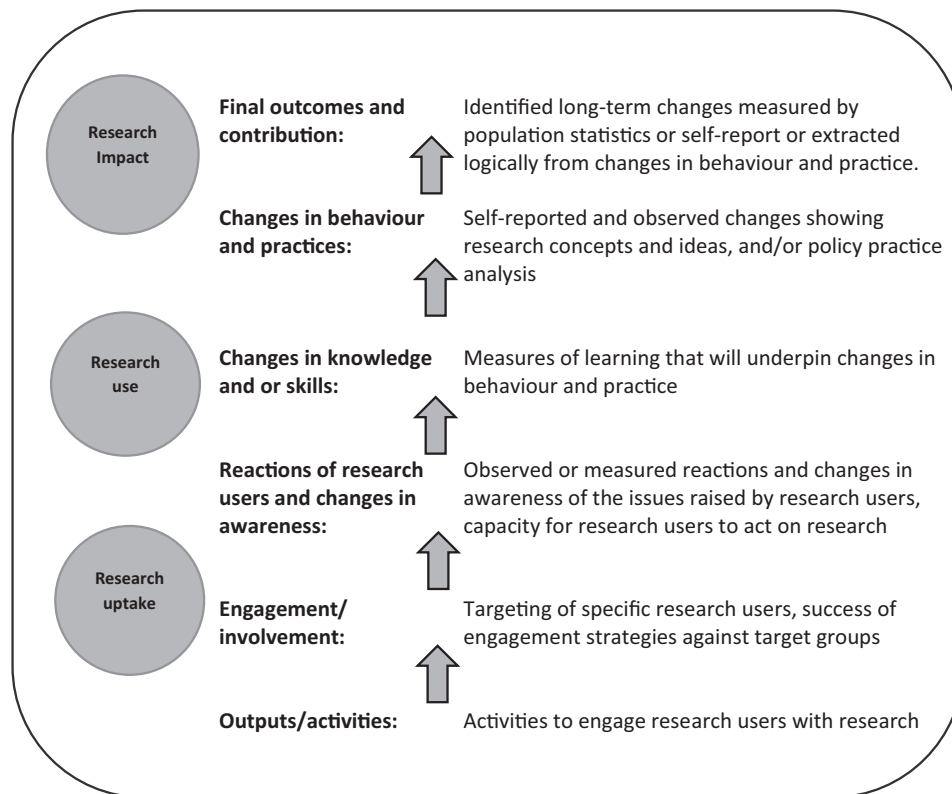 Research
Impact
Final outcomes and
contribution:
Identified long-term changes measured by
population statistics or self-report or extracted
logically from changes in behaviour and practice.
Changes in behaviour
and practices:
Self-reported and observed changes showing
research concepts and ideas, and/or policy practice
analysis
Research
use
Changes in knowledge
and or skills:
Measures of learning that will underpin changes in
behaviour and practice
Reactions of research
users and changes in
awareness:
Observed or measured reactions and changes in
awareness of the issues raised by research users,
capacity for research users to act on research
Research
uptake
Engagement/
involvement:
Targeting of specific research users, success of
engagement strategies against target groups
Outputs/activities:
Activities to engage research users with research